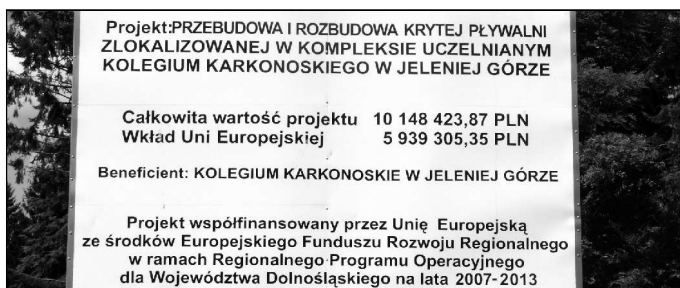 Projekt:PRZEBUDOWA I ROZBUDOWA KRYTEJ PŁYWALNI
ZLOKALIZOWANEJ W KOMPLEKSIE UCZELNIANYM
KOLEGIUM KARKONOSKIEGO W JELENIEJ GÓRZE
Całkowita wartość projektu 10 148 423,87 PLN
Wkład Uni Europejskiej 5 939 305,35 PLN
Beneficient: KOLEGIUM KARKONOSKIE W JELENIEJ GÓRZE
Projekt współfinansowany przez Unię Europejską
ze środków Europejskiego Funduszu Rozwoju Regionalnego
w ramach Regionalnego Programu Operacyjnego
dla Województwa Dolnośląskiego na lata 2007-2013